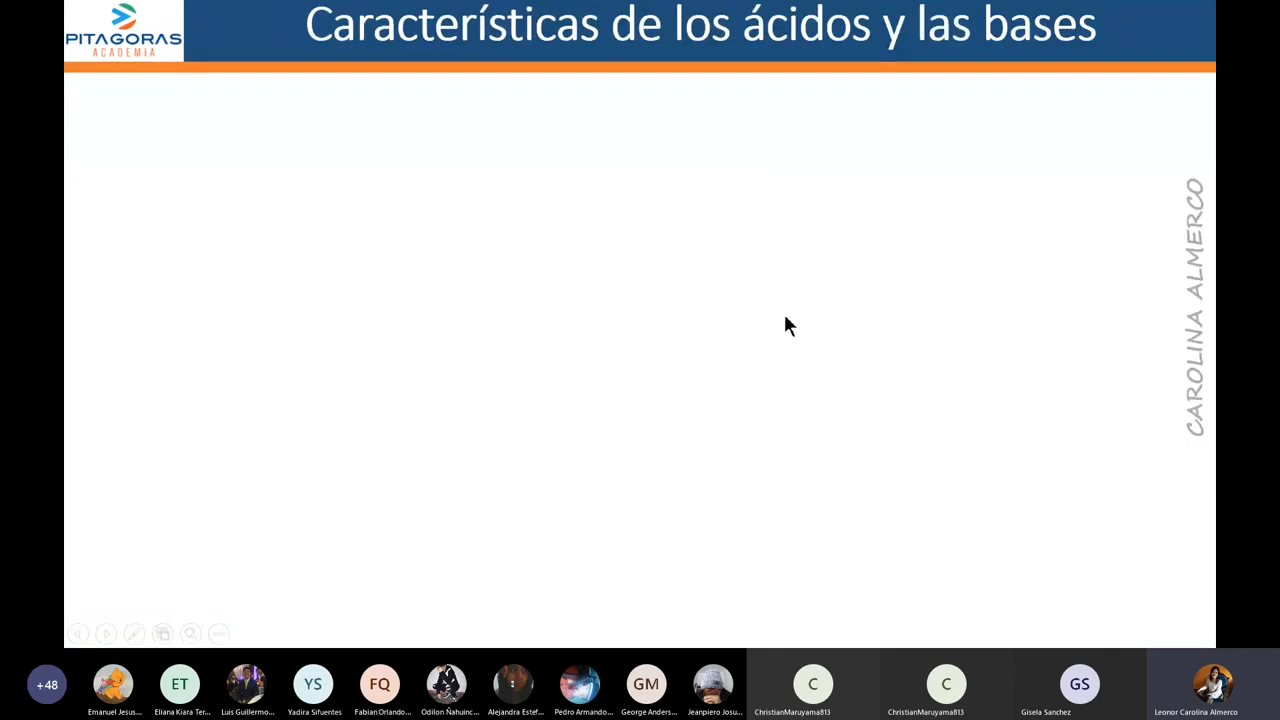 PITAGORAS
ACADEMIA
Características de los ácidos y las bases
CAROLINA ALMERCO
+48
ET
YS
FQ
GM
C
C
GS
Emanuel Jesus...
Eliana Kiara Ter...
Luis Guillermo...
Yadira Sifuentes
Fabian Orlando...
Odilon Ñahuinc...
Alejandra Estef...
Pedro Armando...
George Anders...
Jeanpiero Josu...
ChristianMaruyama813
ChristianMaruyama813
Gisela Sanchez
Leonor Carolina Almerco